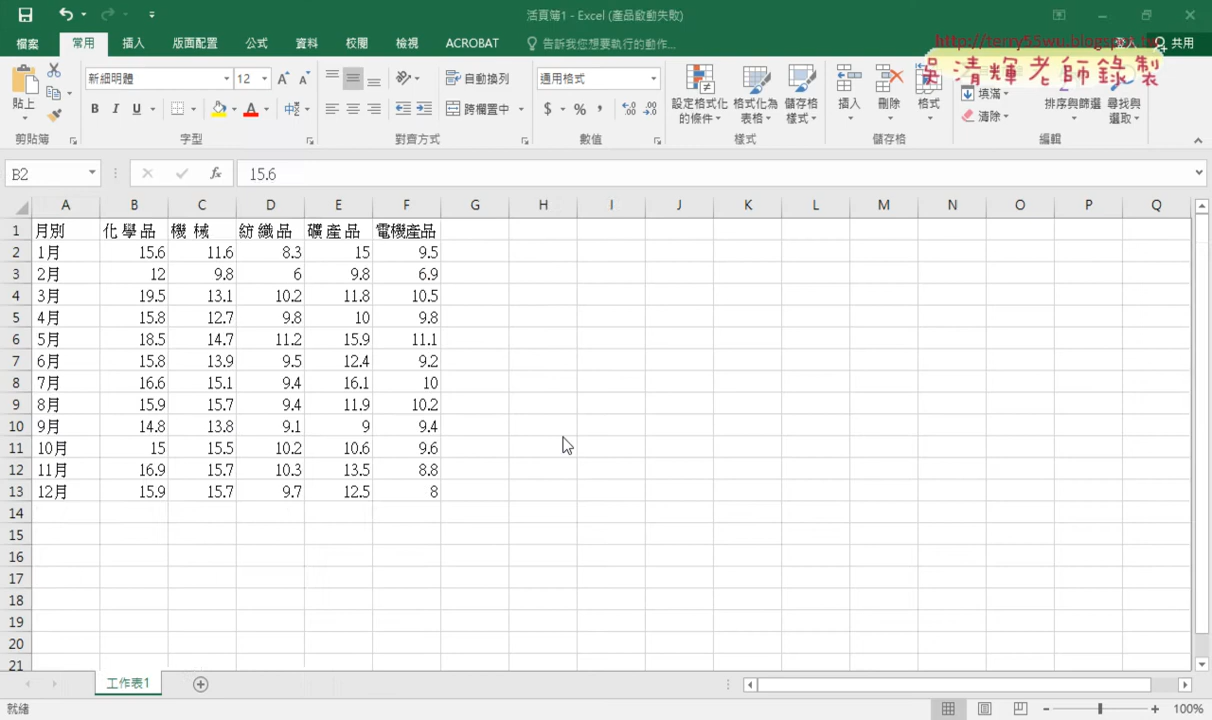 活頁簿1 - Excel (產品啟動失敗)
檔案 常用 插入 版面配置 公式 資料 校閱 檢視 ACROBAT 告訴我您想要執行的動作... 共用
http://terry55wu.blogspot.tw
吳清輝老師錄製
新細明體 12 自動換列 通用格式
貼上 B I U 跨欄置中 $ % , 設定格式化的條件 格式化為表格 儲存格樣式 插入 刪除 格式 填滿 清除 排序與篩選 尋找與選取
剪貼簿 字型 對齊方式 數值 樣式 儲存格 編輯
B2 fx 15.6
A B C D E F G H I J K L M N O P Q
1 月別 化學品 機械 紡織品 礦產品 電機產品
2 1月 15.6 11.6 8.3 15 9.5
3 2月 12 9.8 6 9.8 6.9
4 3月 19.5 13.1 10.2 11.8 10.5
5 4月 15.8 12.7 9.8 10 9.8
6 5月 18.5 14.7 11.2 15.9 11.1
7 6月 15.8 13.9 9.5 12.4 9.2
8 7月 16.6 15.1 9.4 16.1 10
9 8月 15.9 15.7 9.4 11.9 10.2
10 9月 14.8 13.8 9.1 9 9.4
11 10月 15 15.5 10.2 10.6 9.6
12 11月 16.9 15.7 10.3 13.5 8.8
13 12月 15.9 15.7 9.7 12.5 8
14
15
16
17
18
19
20
21
工作表1
就緒 100%